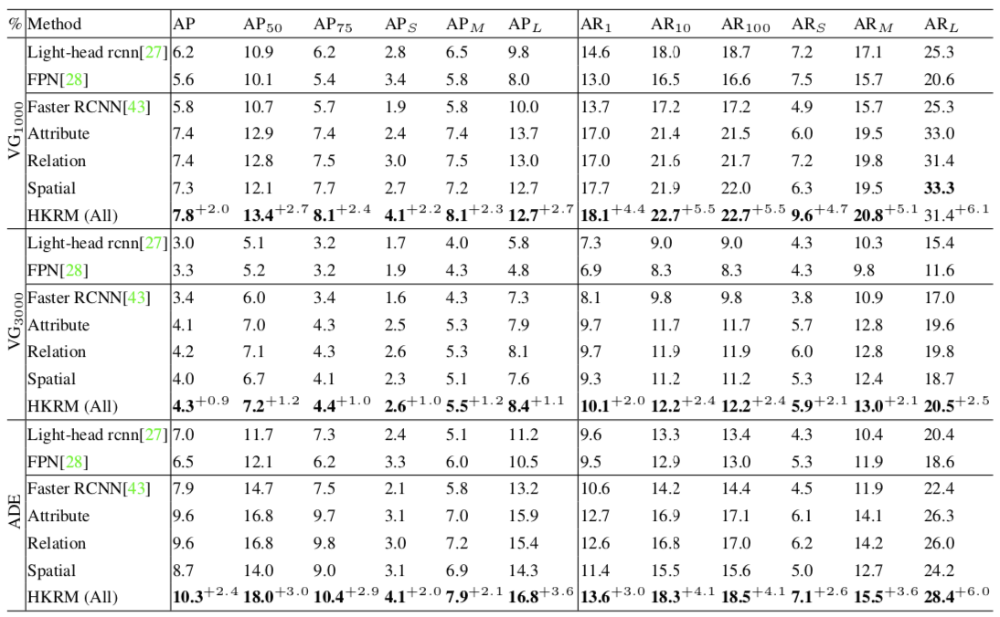 % Method AP AP50 AP75 APS APM APL AR1 AR10 AR100 ARS ARM ARL
VG1000
Light-head rcnn[27] 6.2 10.9 6.2 2.8 6.5 9.8 14.6 18.0 18.7 7.2 17.1 25.3
FPN[28] 5.6 10.1 5.4 3.4 5.8 8.0 13.0 16.5 16.6 7.5 15.7 20.6
Faster RCNN[43] 5.8 10.7 5.7 1.9 5.8 10.0 13.7 17.2 17.2 4.9 15.7 25.3
Attribute 7.4 12.9 7.4 2.4 7.4 13.7 17.0 21.4 21.5 6.0 19.5 33.0
Relation 7.4 12.8 7.5 3.0 7.5 13.0 17.0 21.6 21.7 7.2 19.8 31.4
Spatial 7.3 12.1 7.7 2.7 7.2 12.7 17.7 21.9 22.0 6.3 19.5 33.3
HKRM (All) 7.8+2.0 13.4+2.7 8.1+2.4 4.1+2.2 8.1+2.3 12.7+2.7 18.1+4.4 22.7+5.5 22.7+5.5 9.6+4.7 20.8+5.1 31.4+6.1
VG3000
Light-head rcnn[27] 3.0 5.1 3.2 1.7 4.0 5.8 7.3 9.0 9.0 4.3 10.3 15.4
FPN[28] 3.3 5.2 3.2 1.9 4.3 4.8 6.9 8.3 8.3 4.3 9.8 11.6
Faster RCNN[43] 3.4 6.0 3.4 1.6 4.3 7.3 8.1 9.8 9.8 3.8 10.9 17.0
Attribute 4.1 7.0 4.3 2.5 5.3 7.9 9.7 11.7 11.7 5.7 12.8 19.6
Relation 4.2 7.1 4.3 2.6 5.3 8.1 9.7 11.9 11.9 6.0 12.8 19.8
Spatial 4.0 6.7 4.1 2.3 5.1 7.6 9.3 11.2 11.2 5.3 12.4 18.7
HKRM (All) 4.3+0.9 7.2+1.2 4.4+1.0 2.6+1.0 5.5+1.2 8.4+1.1 10.1+2.0 12.2+2.4 12.2+2.4 5.9+2.1 13.0+2.1 20.5+2.5
ADE
Light-head rcnn[27] 7.0 11.7 7.3 2.4 5.1 11.2 9.6 13.3 13.4 4.3 10.4 20.4
FPN[28] 6.5 12.1 6.2 3.3 6.0 10.5 9.5 12.9 13.0 5.3 11.9 18.6
Faster RCNN[43] 7.9 14.7 7.5 2.1 5.8 13.2 10.6 14.2 14.4 4.5 11.9 22.4
Attribute 9.6 16.8 9.7 3.1 7.0 15.9 12.7 16.9 17.1 6.1 14.1 26.3
Relation 9.6 16.8 9.8 3.0 7.2 15.4 12.6 16.8 17.0 6.2 14.2 26.0
Spatial 8.7 14.0 9.0 3.1 6.9 14.3 11.4 15.5 15.6 5.0 12.7 24.2
HKRM (All) 10.3+2.4 18.0+3.0 10.4+2.9 4.1+2.0 7.9+2.1 16.8+3.6 13.6+3.0 18.3+4.1 18.5+4.1 7.1+2.6 15.5+3.6 28.4+6.0